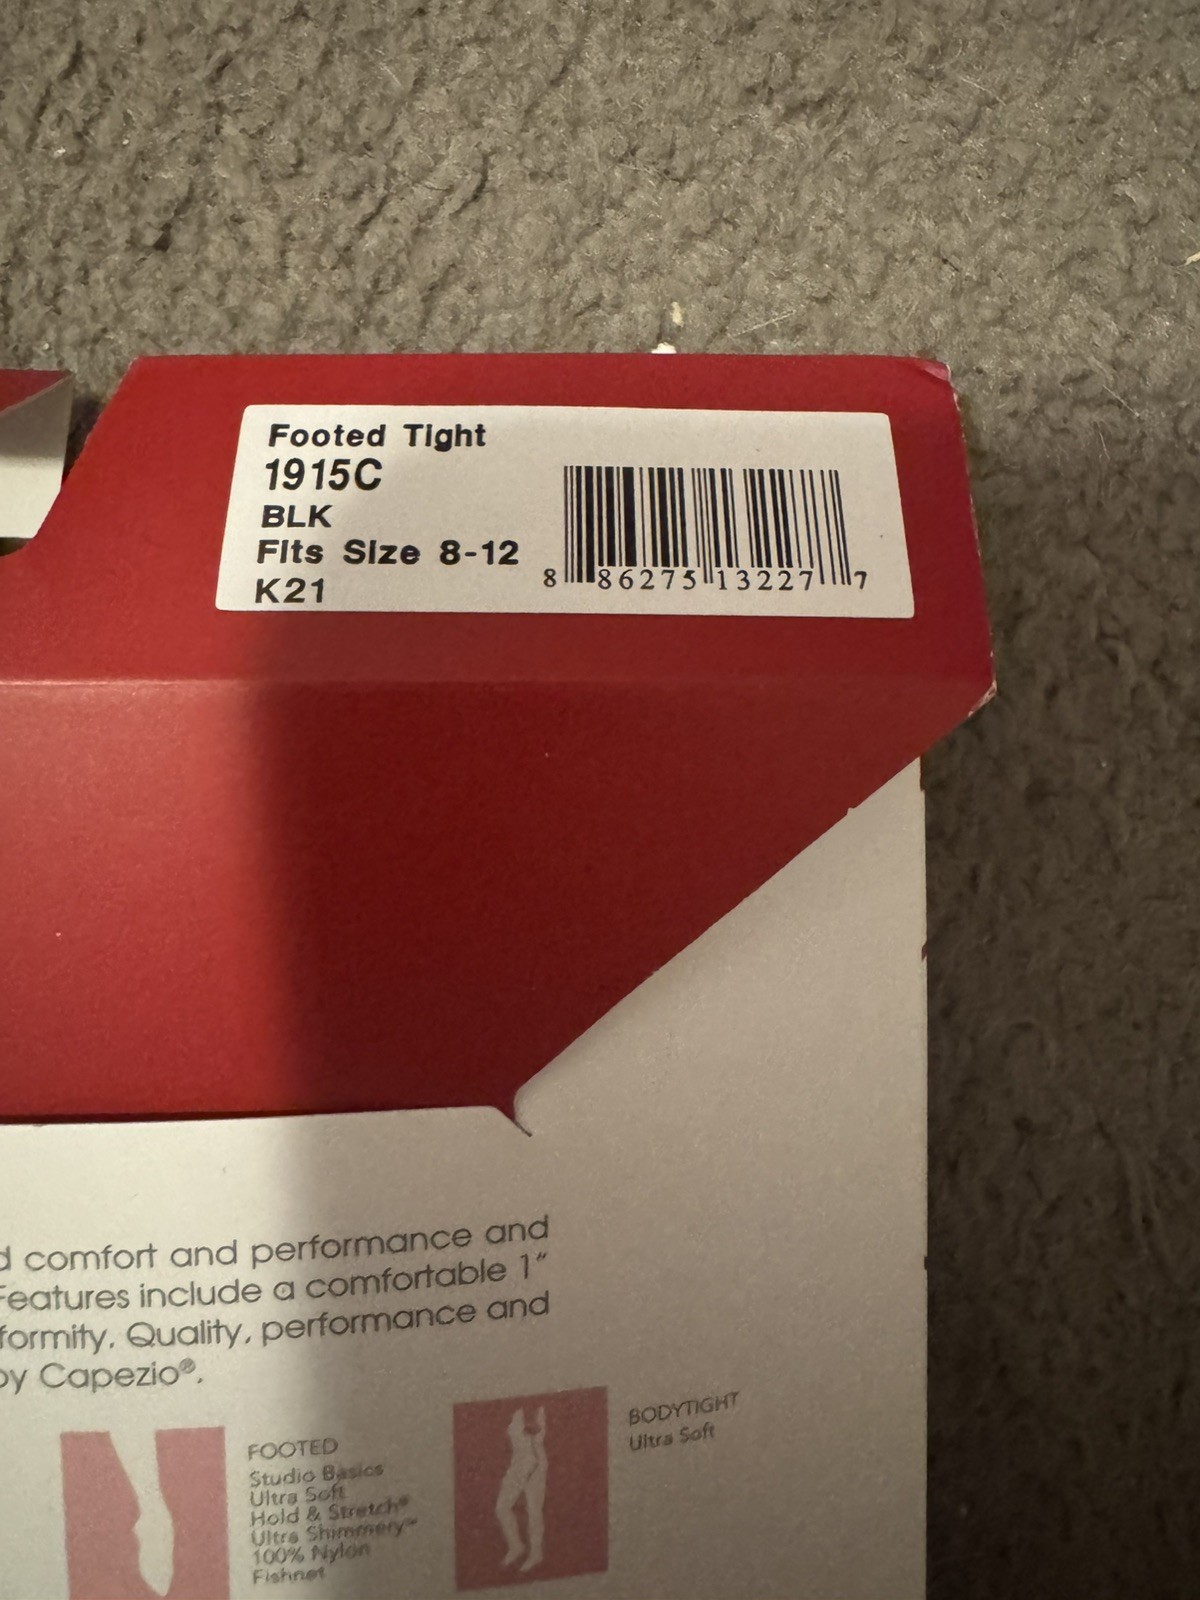 Footed Tight
1915C
BLK
Fits Size 8-12
K21
8 86275 13227 7
d comfort and performance and
Features include a comfortable 1"
formity. Quality, performance and
by Capezio®.
FOOTED
Studio Basics
Ultra Soft
Hold & Stretch®
Ultra Shimmery™
100% Nylon
Fishnet
BODYTIGHT
Ultra Soft